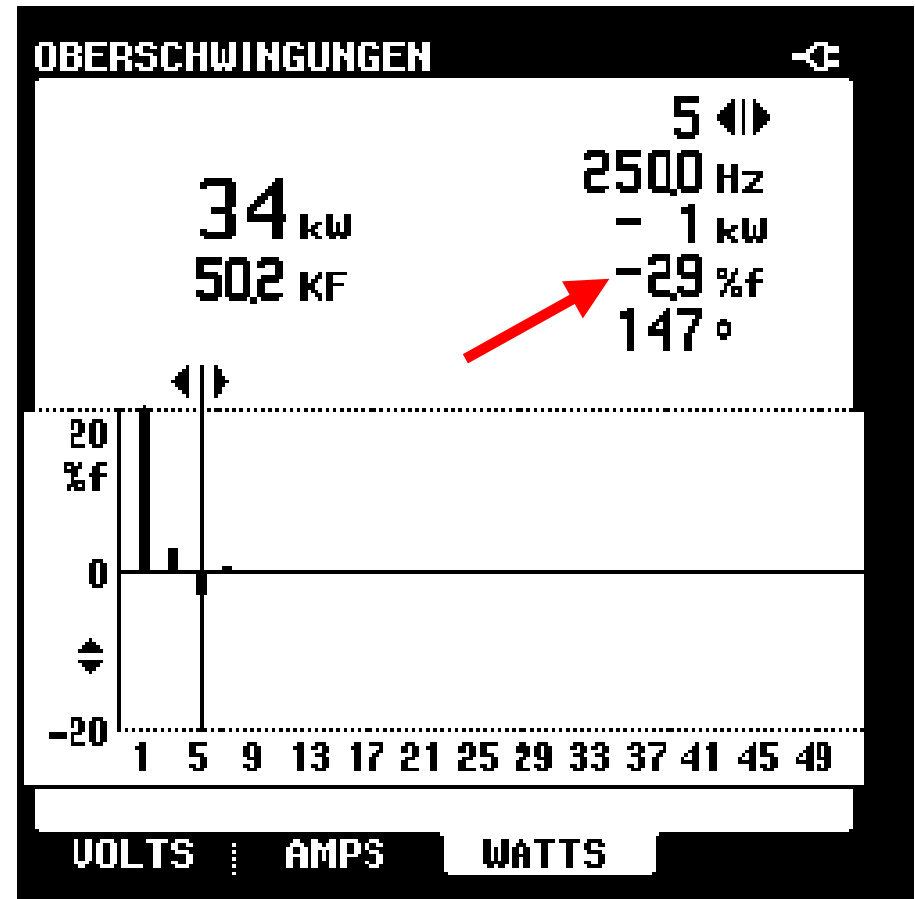 OBERSCHWINGUNGEN
5
250,0 Hz
34 kW
- 1 kW
50,2 KF
-2,9 %f
147 °
20
%f
0
-20
1 5 9 13 17 21 25 29 33 37 41 45 49
VOLTS AMPS WATTS